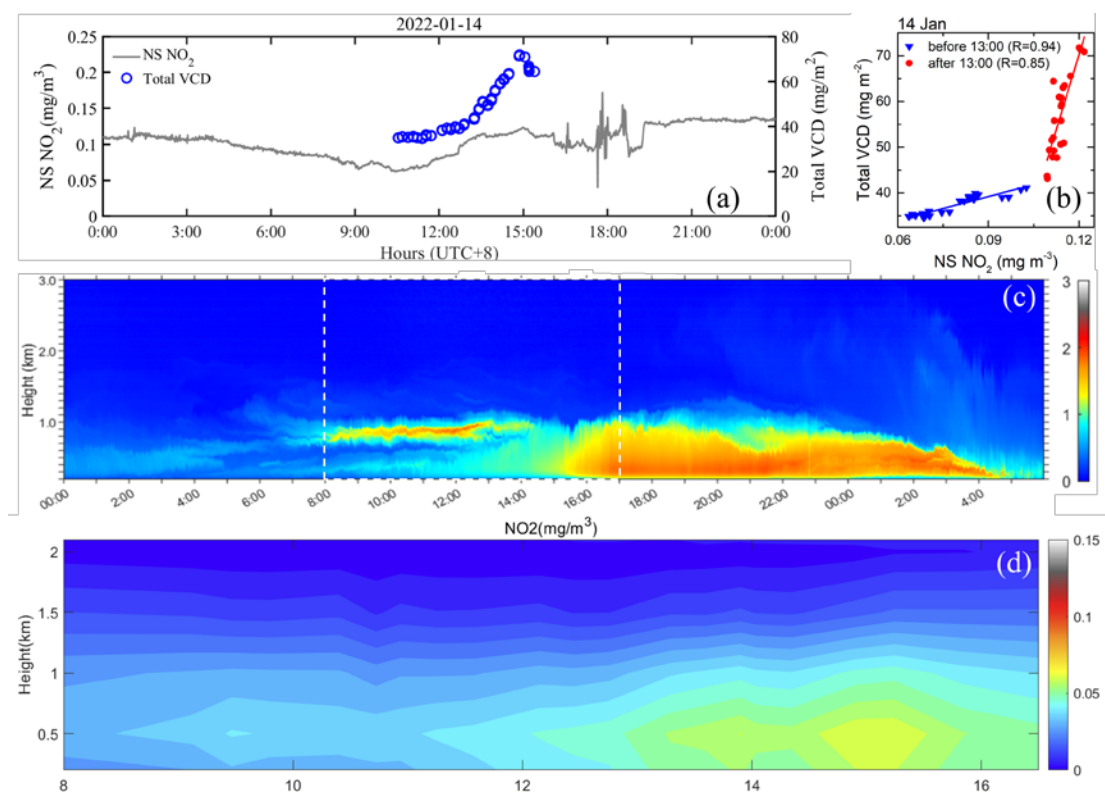 2022-01-14
NS NO2
Total VCD
0.25
0.2
0.15
0.1
0.05
0
NS NO2(mg/m3)
80
60
40
20
0
Total VCD (mg/m2)
(a)
0:00 3:00 6:00 9:00 12:00 15:00 18:00 21:00 0:00
Hours (UTC+8)
14 Jan
before 13:00 (R=0.94)
after 13:00 (R=0.85)
70
60
50
40
Total VCD (mg m-2)
(b)
0.06 0.09 0.12
NS NO2 (mg m-3)
(c)
3.0
2.0
1.0
Height (km)
3
2
1
0
00:00 2:00 4:00 6:00 8:00 10:00 12:00 14:00 16:00 18:00 20:00 22:00 00:00 2:00 4:00
NO2(mg/m3)
(d)
2
1.5
1
0.5
Height(km)
0.15
0.1
0.05
0
8 10 12 14 16